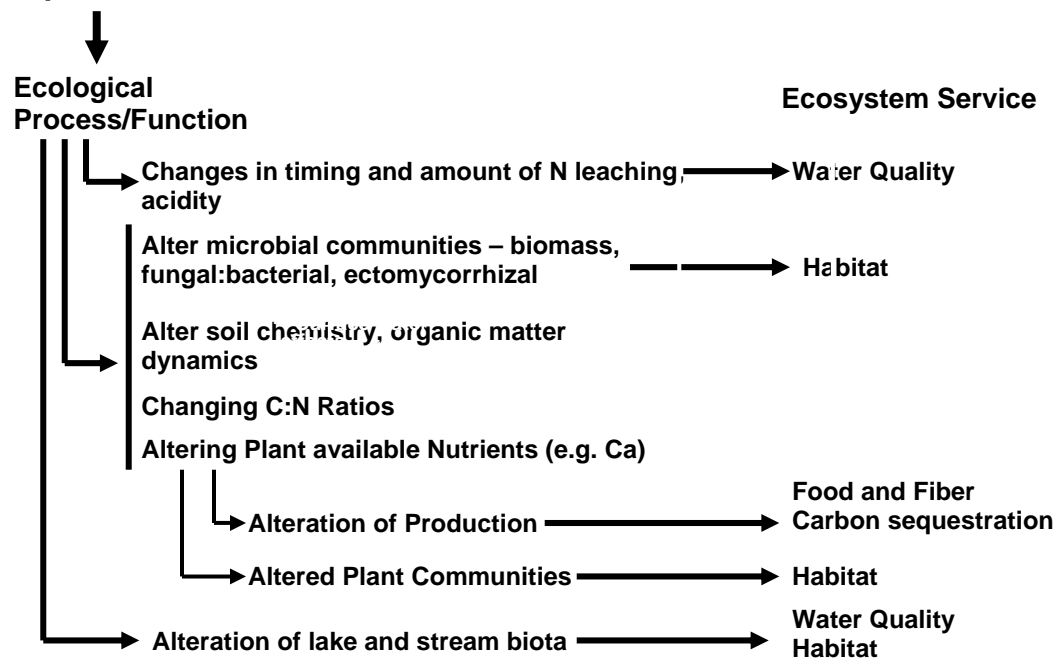 Ecological
Process/Function
Ecosystem Service
Changes in timing and amount of N leaching,
acidity
Water Quality
Alter microbial communities – biomass,
fungal:bacterial, ectomycorrhizal
Habitat
Alter soil chemistry, organic matter
dynamics
Changing C:N Ratios
Altering Plant available Nutrients (e.g. Ca)
Alteration of Production
Food and Fiber
Carbon sequestration
Altered Plant Communities
Habitat
Alteration of lake and stream biota
Water Quality
Habitat